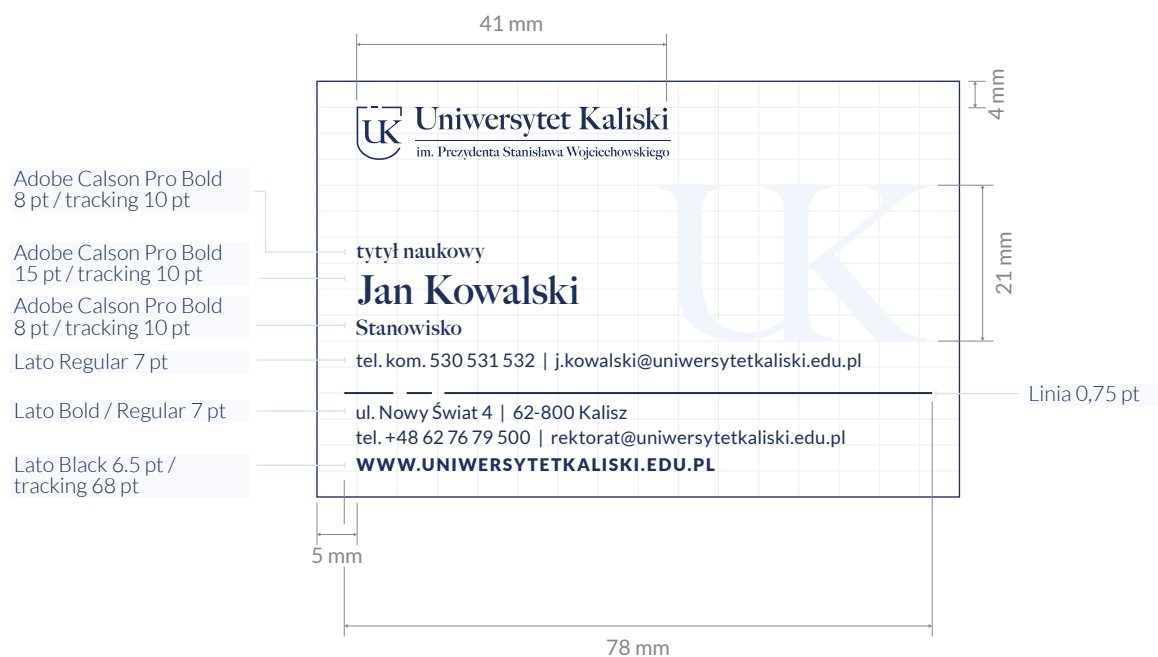 41 mm
4 mm
UK
Uniwersytet Kaliski
im. Prezydenta Stanisława Wojciechowskiego
Adobe Calson Pro Bold
8 pt / tracking 10 pt
UK
21 mm
Adobe Calson Pro Bold
15 pt / tracking 10 pt
tytył naukowy
Jan Kowalski
Adobe Calson Pro Bold
8 pt / tracking 10 pt
Stanowisko
Lato Regular 7 pt
tel. kom. 530 531 532 | j.kowalski@uniwersytetkaliski.edu.pl
Linia 0,75 pt
Lato Bold / Regular 7 pt
ul. Nowy Świat 4 | 62-800 Kalisz
tel. +48 62 76 79 500 | rektorat@uniwersytetkaliski.edu.pl
Lato Black 6.5 pt /
tracking 68 pt
WWW.UNIWERSYTETKALISKI.EDU.PL
5 mm
78 mm